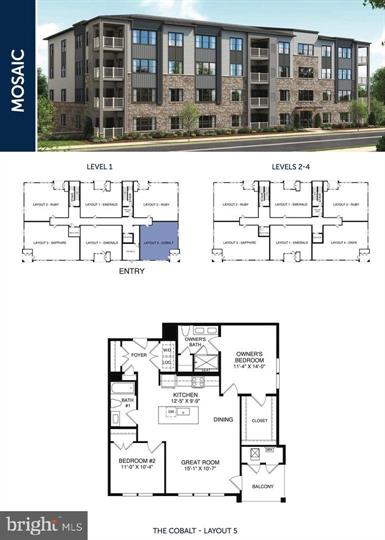 MOSAIC
LEVEL 1
LEVELS 2-4
LAYOUT 2 - RUBY
LAYOUT 1 - EMERALD
LAYOUT 2 - RUBY
LAYOUT 3 - SAPPHIRE
LAYOUT 1 - EMERALD
LAYOUT 5 - COBALT
LAYOUT 2 - RUBY
LAYOUT 1 - EMERALD
LAYOUT 2 - RUBY
LAYOUT 3 - SAPPHIRE
LAYOUT 1 - EMERALD
LAYOUT 4 - ONYX
ENTRY
OWNER'S
BATH
FOYER
W/D
LOC.
SEAT
OWNER'S
BEDROOM
11'-4" X 14'-0"
KITCHEN
12'-5" X 9'-9"
BATH
#1
DW
DINING
CLOSET
BEDROOM #2
11'-0" X 10'-4"
GREAT ROOM
15'-1" X 10'-7"
BALCONY
bright MLS
THE COBALT - LAYOUT 5